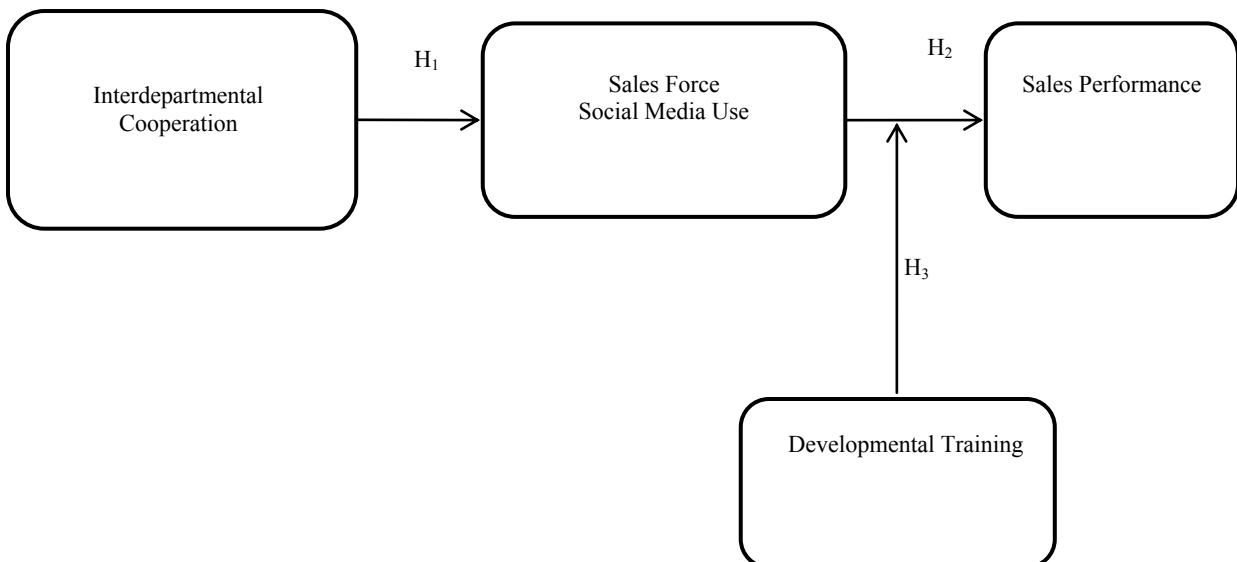 H₁
H₂
Interdepartmental
Cooperation
Sales Force
Social Media Use
Sales Performance
H₃
Developmental Training